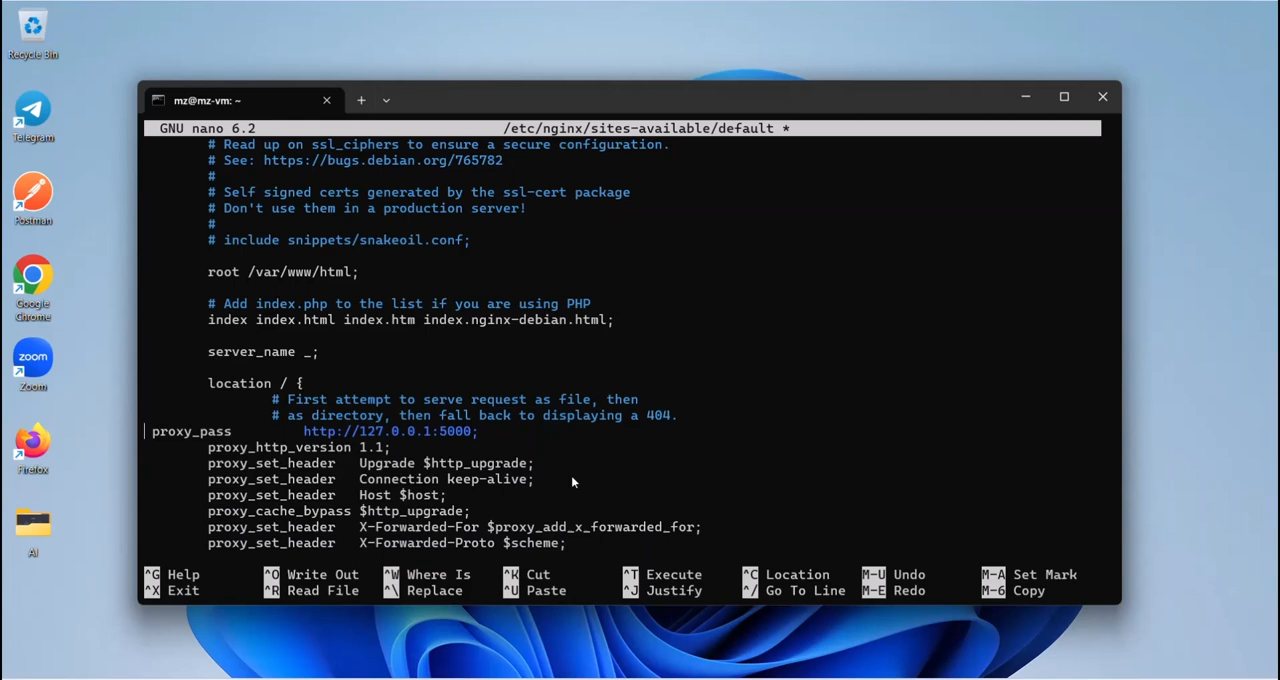 Recycle Bin
Telegram
Postman
Google
Chrome
zoom
Zoom
Firefox
AI
mz@mz-vm: ~
GNU nano 6.2 /etc/nginx/sites-available/default *
# Read up on ssl_ciphers to ensure a secure configuration.
# See: https://bugs.debian.org/765782
#
# Self signed certs generated by the ssl-cert package
# Don't use them in a production server!
#
# include snippets/snakeoil.conf;
root /var/www/html;
# Add index.php to the list if you are using PHP
index index.html index.htm index.nginx-debian.html;
server_name _;
location / {
# First attempt to serve request as file, then
# as directory, then fall back to displaying a 404.
proxy_pass http://127.0.0.1:5000;
proxy_http_version 1.1;
proxy_set_header Upgrade $http_upgrade;
proxy_set_header Connection keep-alive;
proxy_set_header Host $host;
proxy_cache_bypass $http_upgrade;
proxy_set_header X-Forwarded-For $proxy_add_x_forwarded_for;
proxy_set_header X-Forwarded-Proto $scheme;
^G Help ^O Write Out ^W Where Is ^K Cut ^T Execute ^C Location M-U Undo M-A Set Mark
^X Exit ^R Read File ^\ Replace ^U Paste ^J Justify ^/ Go To Line M-E Redo M-6 Copy